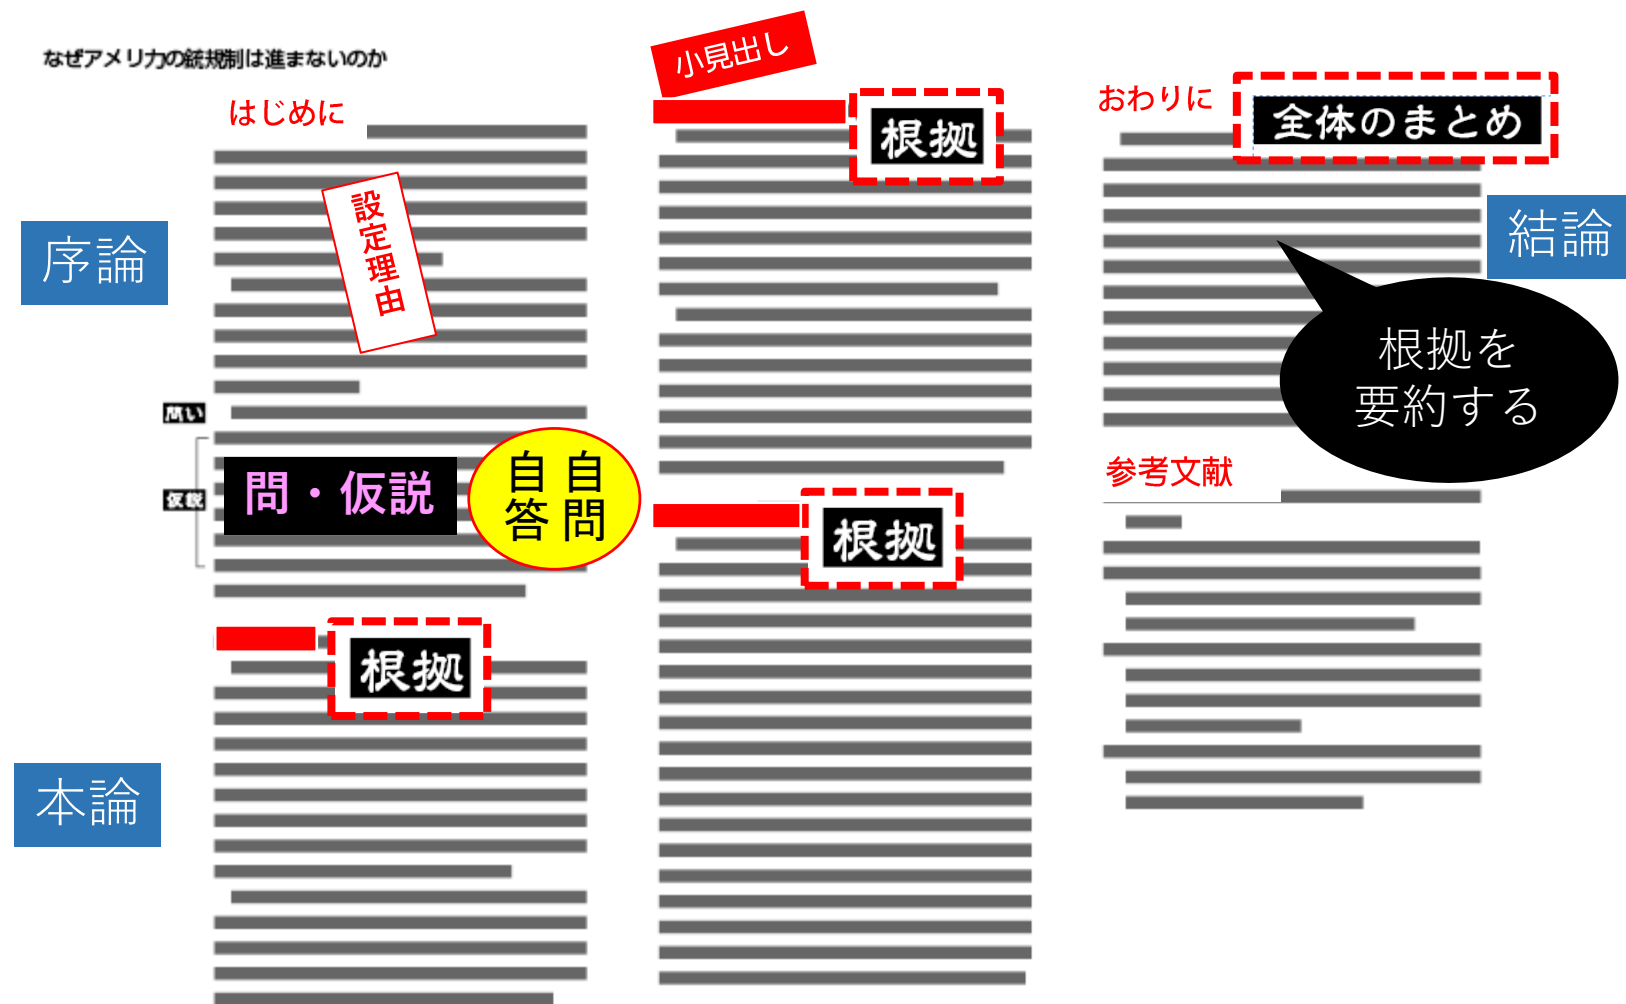 なぜアメリカの銃規制は進まないのか
はじめに
序論
設定理由
問い
仮説
問・仮説
自問
自答
根拠
本論
小見出し
根拠
根拠
おわりに
全体のまとめ
結論
根拠を
要約する
参考文献